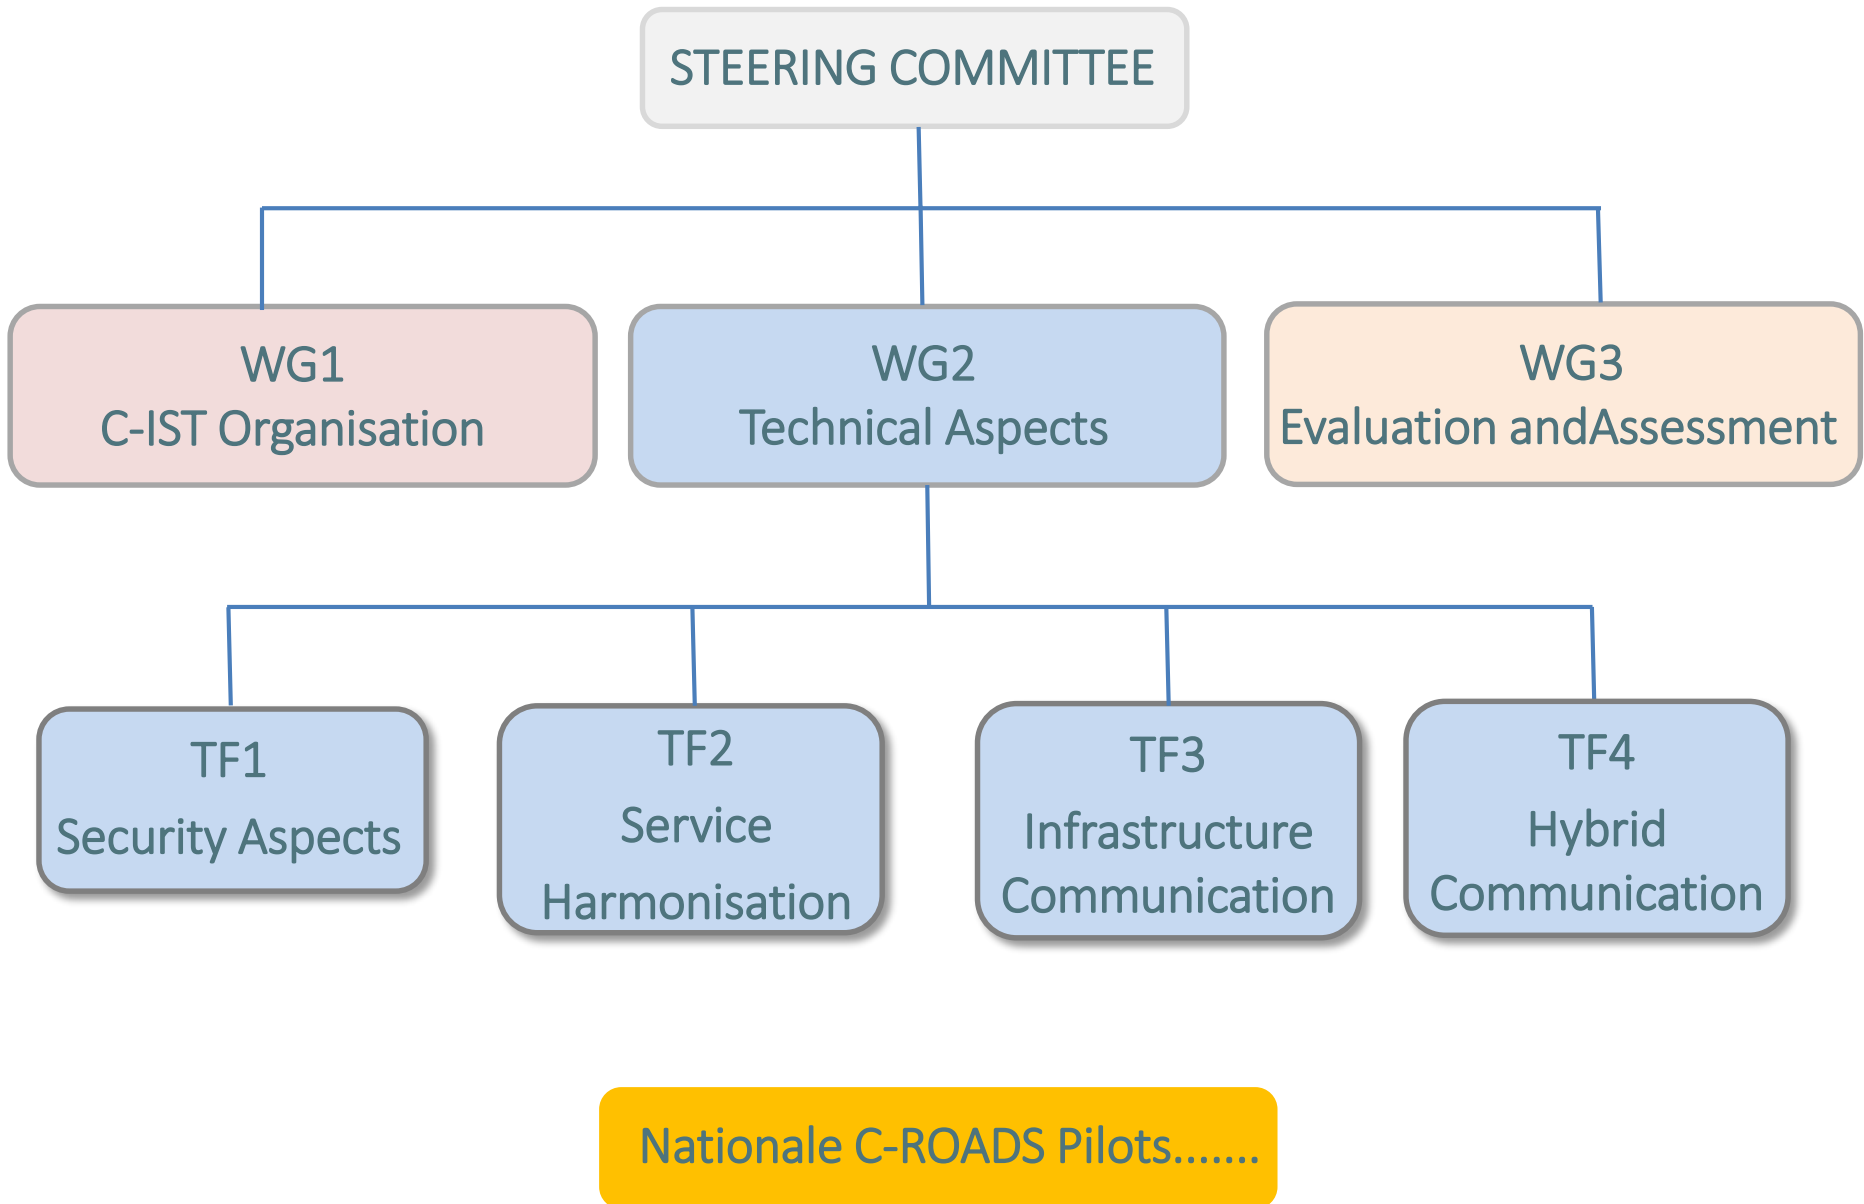 STEERING COMMITTEE
WG1
C-IST Organisation
WG2
Technical Aspects
WG3
Evaluation andAssessment
TF1
Security Aspects
TF2
Service
Harmonisation
TF3
Infrastructure
Communication
TF4
Hybrid
Communication
Nationale C-ROADS Pilots.......